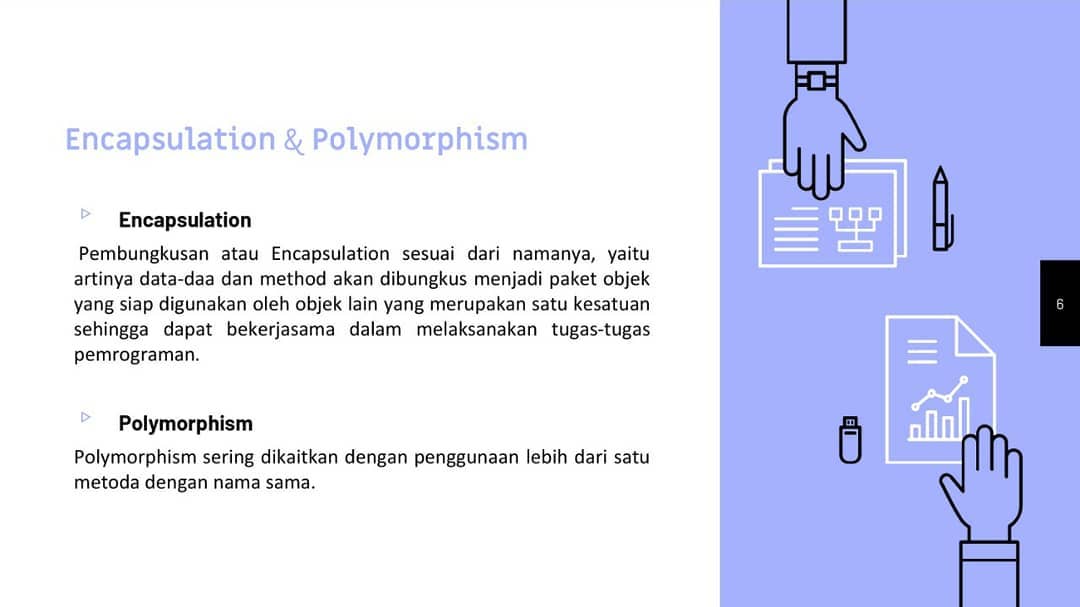 Encapsulation & Polymorphism
Encapsulation
Pembungkusan atau Encapsulation sesuai dari namanya, yaitu
artinya data-daa dan method akan dibungkus menjadi paket objek
yang siap digunakan oleh objek lain yang merupakan satu kesatuan
sehingga dapat bekerjasama dalam melaksanakan tugas-tugas
pemrograman.
Polymorphism
Polymorphism sering dikaitkan dengan penggunaan lebih dari satu
metoda dengan nama sama.
6